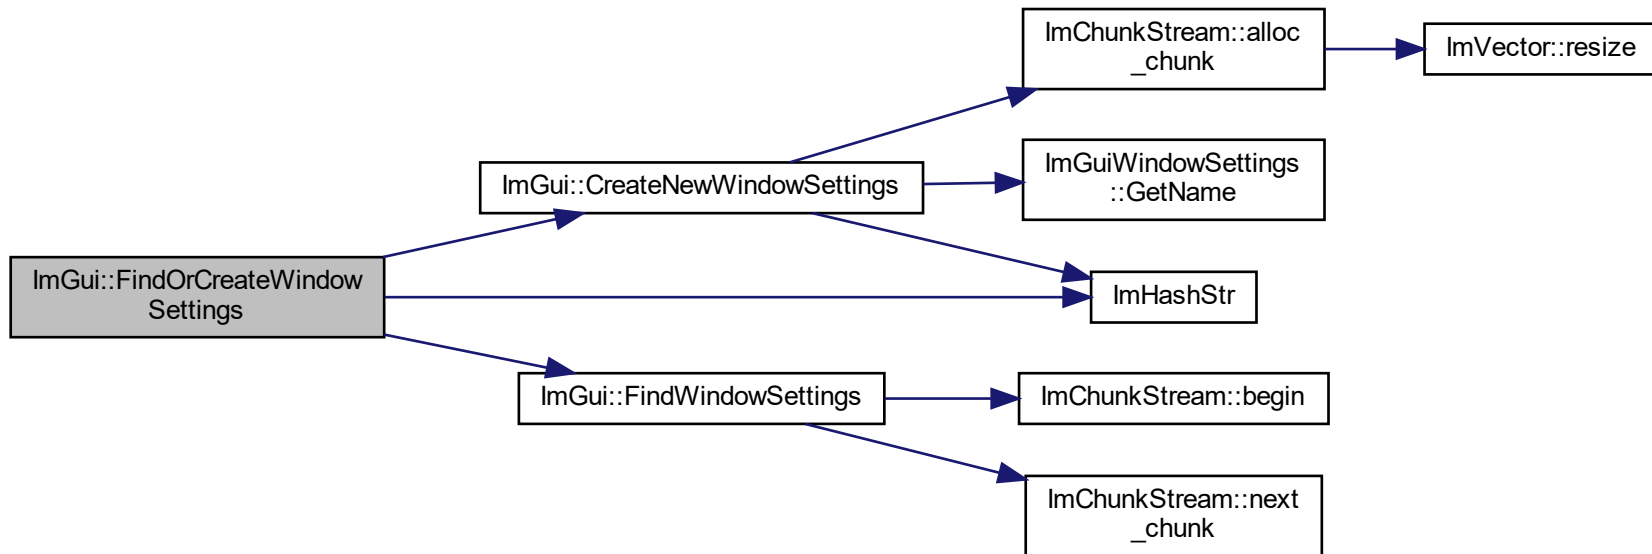 ImChunkStream::alloc
_chunk
ImVector::resize
ImGuiWindowSettings
::GetName
ImGui::CreateNewWindowSettings
ImGui::FindOrCreateWindow
Settings
ImHashStr
ImGui::FindWindowSettings
ImChunkStream::begin
ImChunkStream::next
_chunk